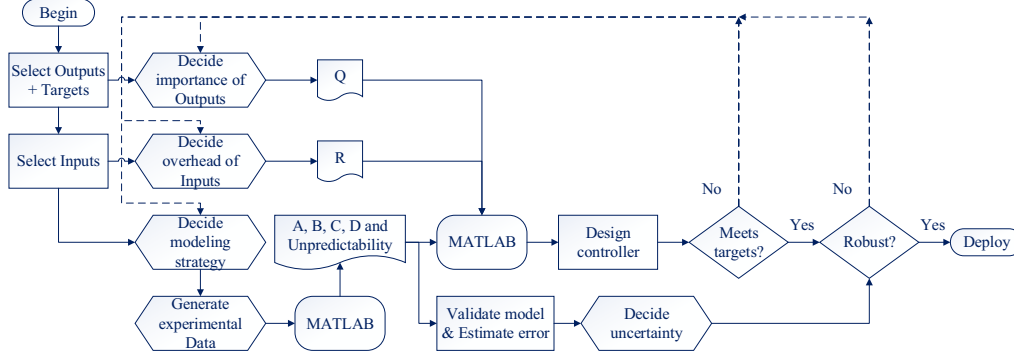 Begin
Select Outputs
+ Targets
Decide
importance of
Outputs
Q
Select Inputs
Decide
overhead of
Inputs
R
No
No
Decide
modeling
strategy
A, B, C, D and
Unpredictability
MATLAB
Design
controller
Meets
targets?
Yes
Robust?
Yes
Deploy
Generate
experimental
Data
MATLAB
Validate model
& Estimate error
Decide
uncertainty